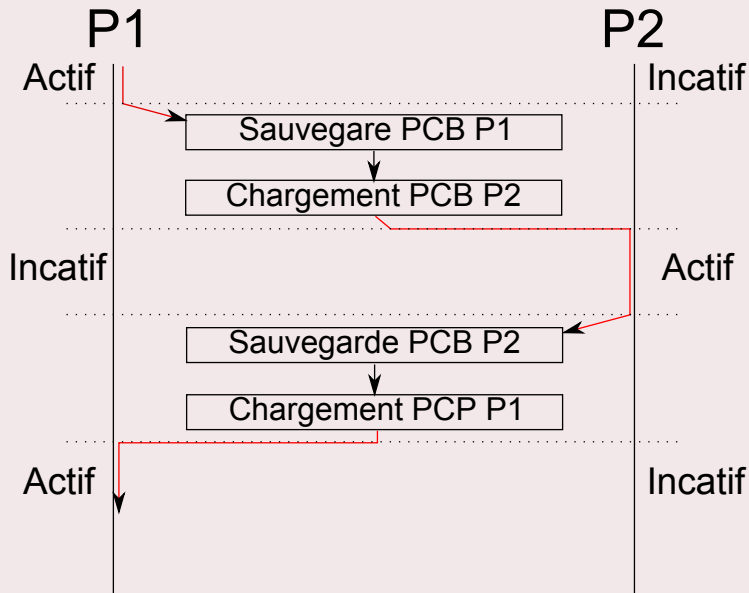 P1 P2
Actif Incatif
Sauvegare PCB P1
Chargement PCB P2
Incatif Actif
Sauvegarde PCB P2
Chargement PCP P1
Actif Incatif